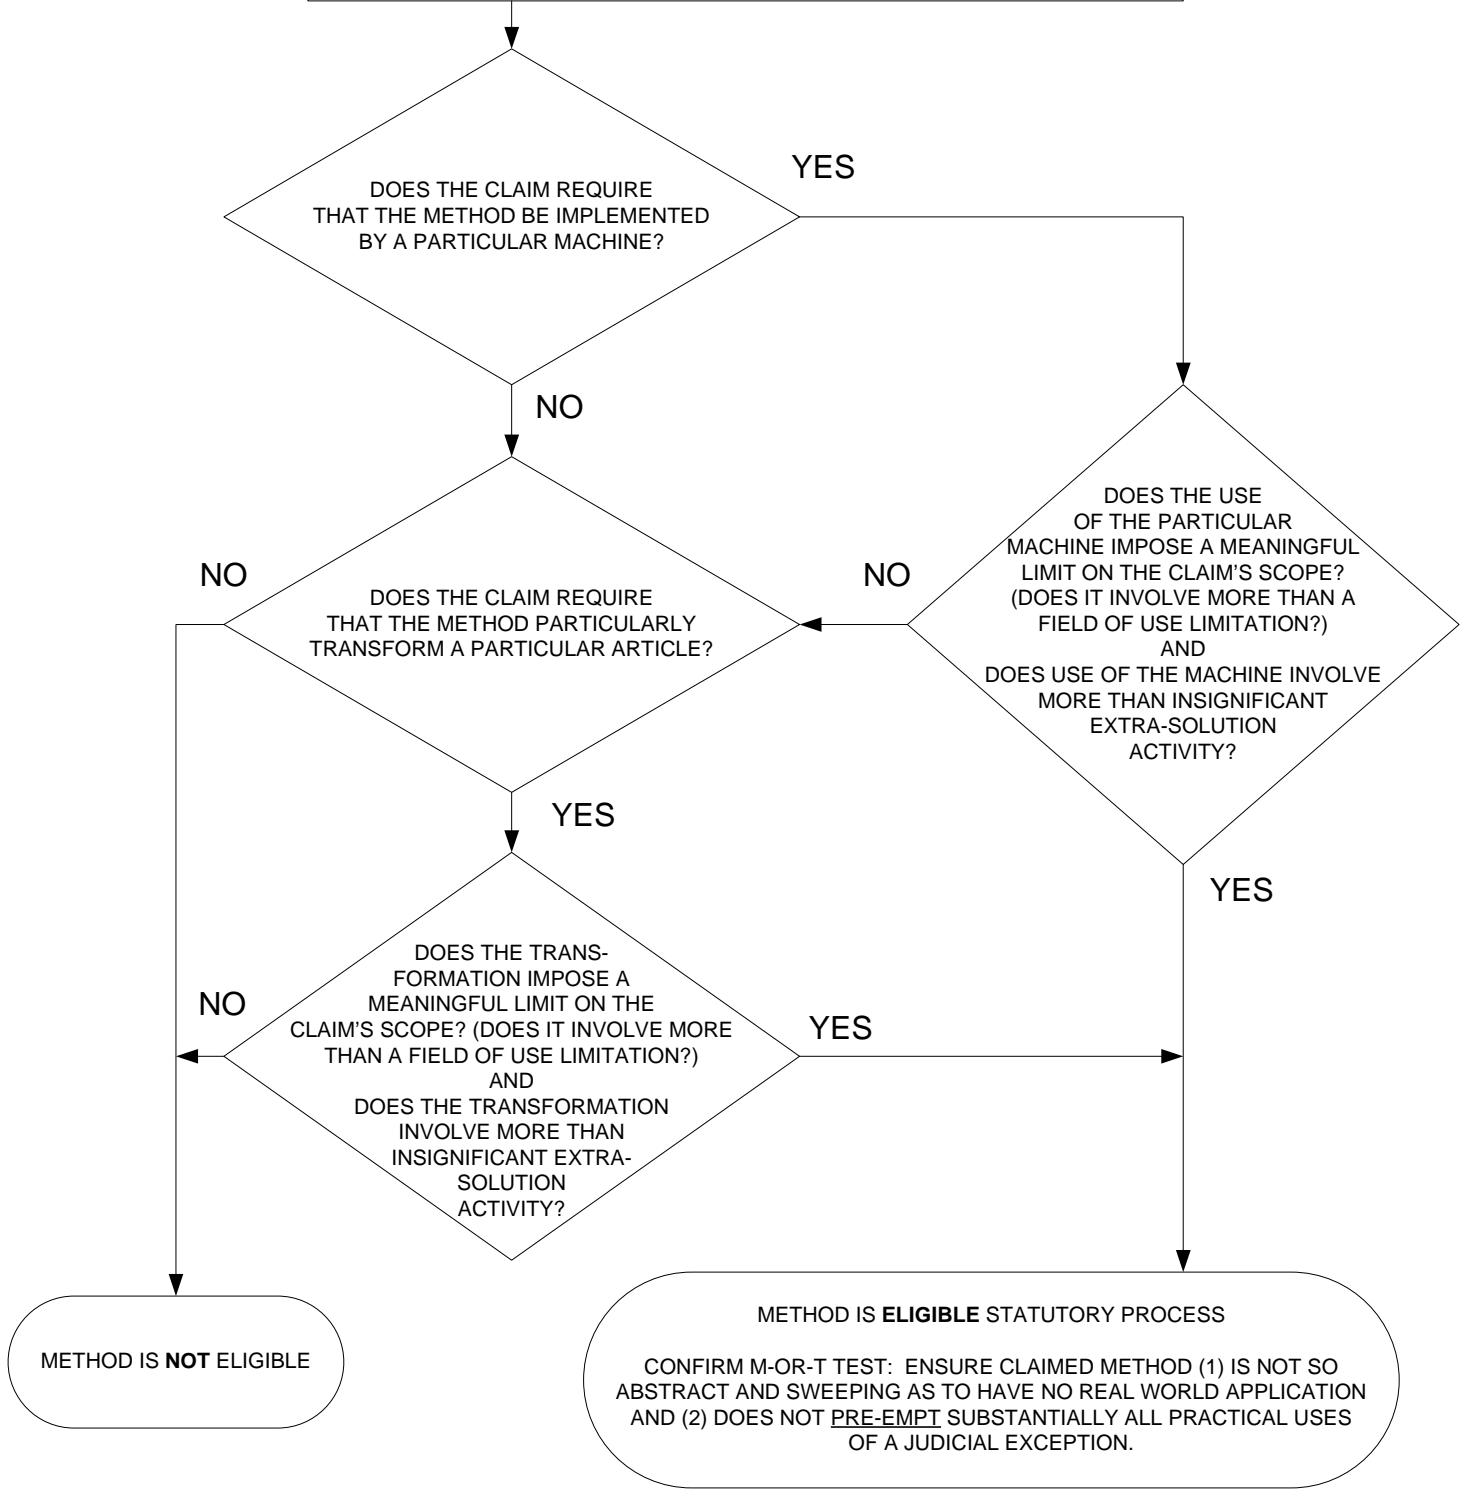 YES
DOES THE CLAIM REQUIRE
THAT THE METHOD BE IMPLEMENTED
BY A PARTICULAR MACHINE?
NO
DOES THE USE
OF THE PARTICULAR
MACHINE IMPOSE A MEANINGFUL
LIMIT ON THE CLAIM'S SCOPE?
(DOES IT INVOLVE MORE THAN A
FIELD OF USE LIMITATION?)
AND
DOES USE OF THE MACHINE INVOLVE
MORE THAN INSIGNIFICANT
EXTRA-SOLUTION
ACTIVITY?
NO
NO
DOES THE CLAIM REQUIRE
THAT THE METHOD PARTICULARLY
TRANSFORM A PARTICULAR ARTICLE?
YES
YES
DOES THE TRANS-
FORMATION IMPOSE A
MEANINGFUL LIMIT ON THE
CLAIM'S SCOPE? (DOES IT INVOLVE MORE
THAN A FIELD OF USE LIMITATION?)
AND
DOES THE TRANSFORMATION
INVOLVE MORE THAN
INSIGNIFICANT EXTRA-
SOLUTION
ACTIVITY?
NO
YES
METHOD IS NOT ELIGIBLE
METHOD IS ELIGIBLE STATUTORY PROCESS
CONFIRM M-OR-T TEST: ENSURE CLAIMED METHOD (1) IS NOT SO
ABSTRACT AND SWEEPING AS TO HAVE NO REAL WORLD APPLICATION
AND (2) DOES NOT PRE-EMPT SUBSTANTIALLY ALL PRACTICAL USES
OF A JUDICIAL EXCEPTION.